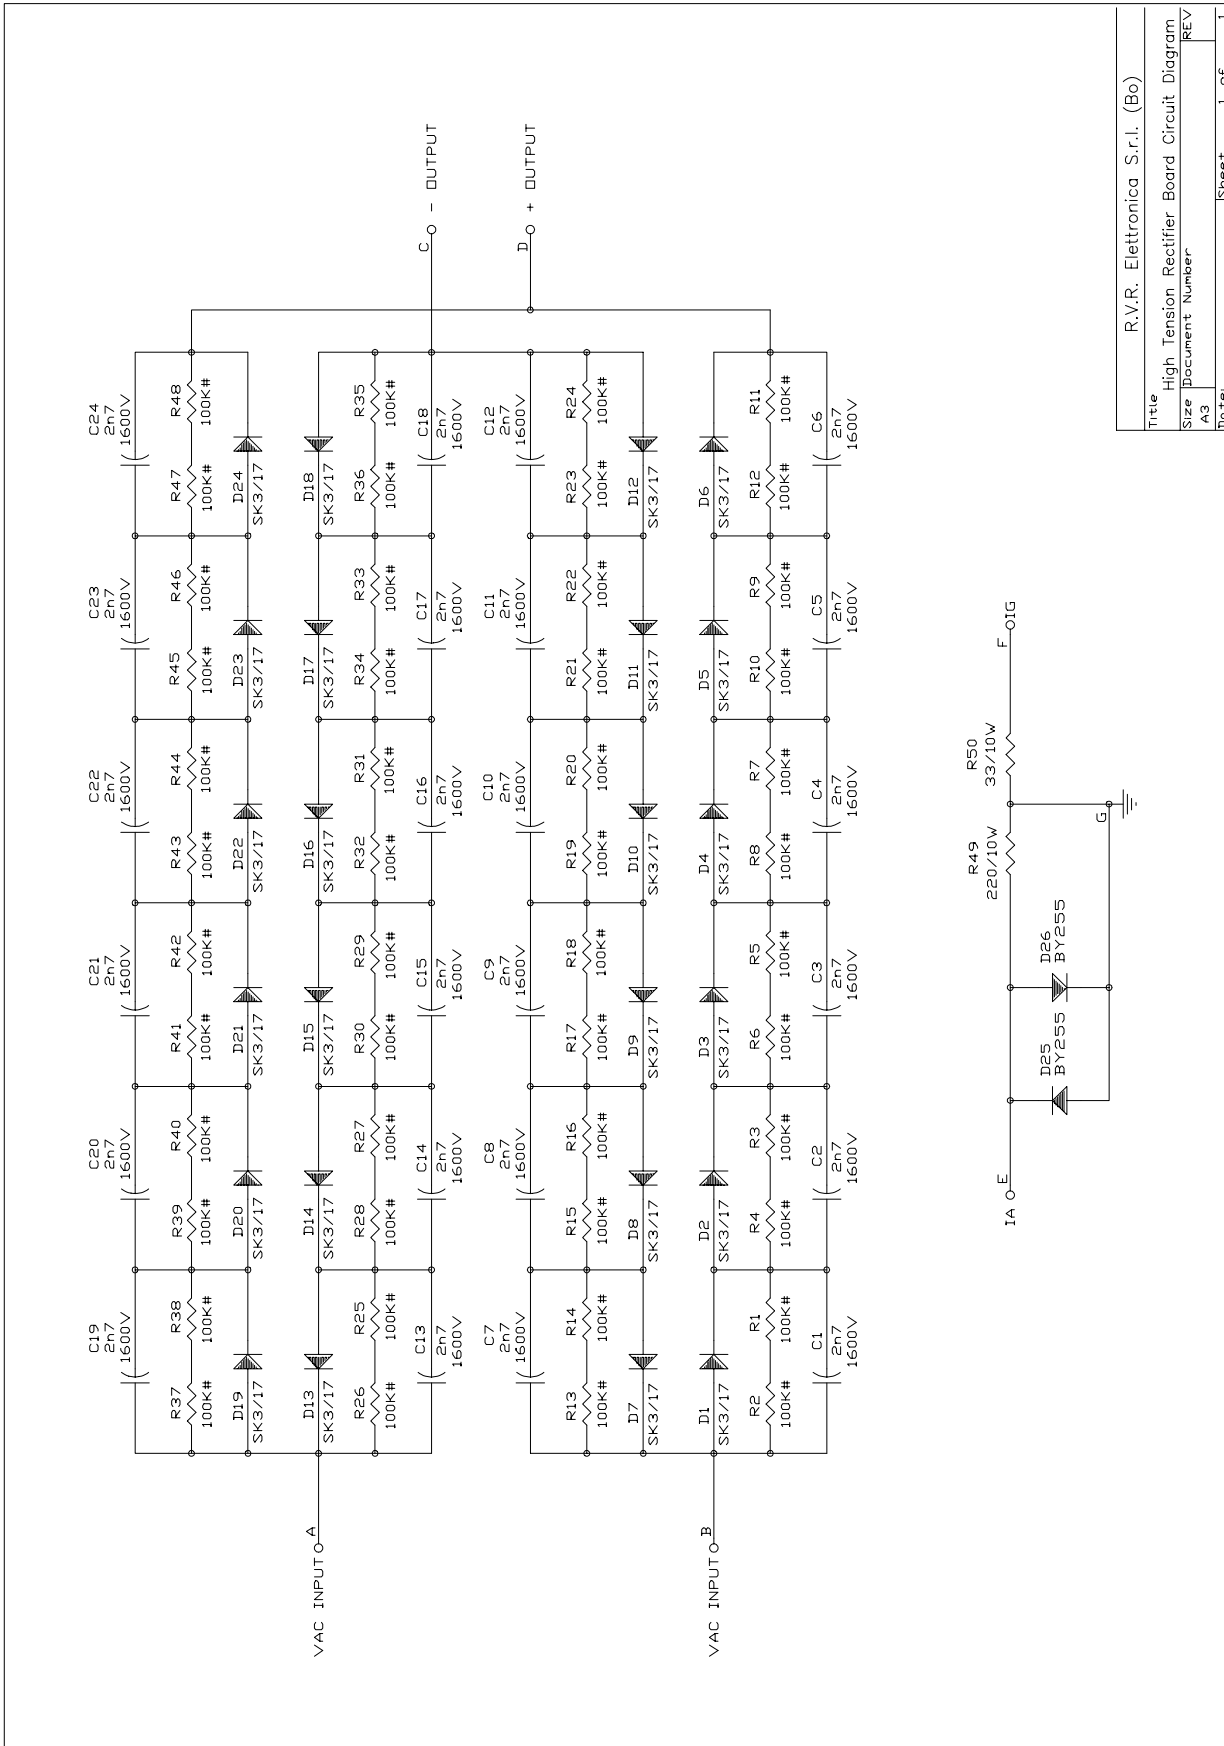 C19 C20 C21 C22 C23 C24
2n7 2n7 2n7 2n7 2n7 2n7
1600V 1600V 1600V 1600V 1600V 1600V
R37 R38 R39 R40 R41 R42 R43 R44 R45 R46 R47 R48
100K# 100K# 100K# 100K# 100K# 100K# 100K# 100K# 100K# 100K# 100K# 100K#
D19 D20 D21 D22 D23 D24
SK3/17 SK3/17 SK3/17 SK3/17 SK3/17 SK3/17
VAC INPUT A
D13 D14 D15 D16 D17 D18
SK3/17 SK3/17 SK3/17 SK3/17 SK3/17 SK3/17
R26 R25 R28 R27 R30 R29 R32 R31 R34 R33 R36 R35
100K# 100K# 100K# 100K# 100K# 100K# 100K# 100K# 100K# 100K# 100K# 100K#
C13 C14 C15 C16 C17 C18
2n7 2n7 2n7 2n7 2n7 2n7
1600V 1600V 1600V 1600V 1600V 1600V
C - OUTPUT
C7 C8 C9 C10 C11 C12
2n7 2n7 2n7 2n7 2n7 2n7
1600V 1600V 1600V 1600V 1600V 1600V
D + OUTPUT
R13 R14 R15 R16 R17 R18 R19 R20 R21 R22 R23 R24
100K# 100K# 100K# 100K# 100K# 100K# 100K# 100K# 100K# 100K# 100K# 100K#
D7 D8 D9 D10 D11 D12
SK3/17 SK3/17 SK3/17 SK3/17 SK3/17 SK3/17
VAC INPUT B
D1 D2 D3 D4 D5 D6
SK3/17 SK3/17 SK3/17 SK3/17 SK3/17 SK3/17
R2 R1 R4 R3 R6 R5 R8 R7 R10 R9 R12 R11
100K# 100K# 100K# 100K# 100K# 100K# 100K# 100K# 100K# 100K# 100K# 100K#
C1 C2 C3 C4 C5 C6
2n7 2n7 2n7 2n7 2n7 2n7
1600V 1600V 1600V 1600V 1600V 1600V
R49 R50
220/10W 33/10W
IA E F IG
D25 D26
BY255 BY255
G
R.V.R. Elettronica S.r.l. (Bo)
Title
High Tension Rectifier Board Circuit Diagram
Size Document Number REV
A3
Date: Sheet 1 of 1